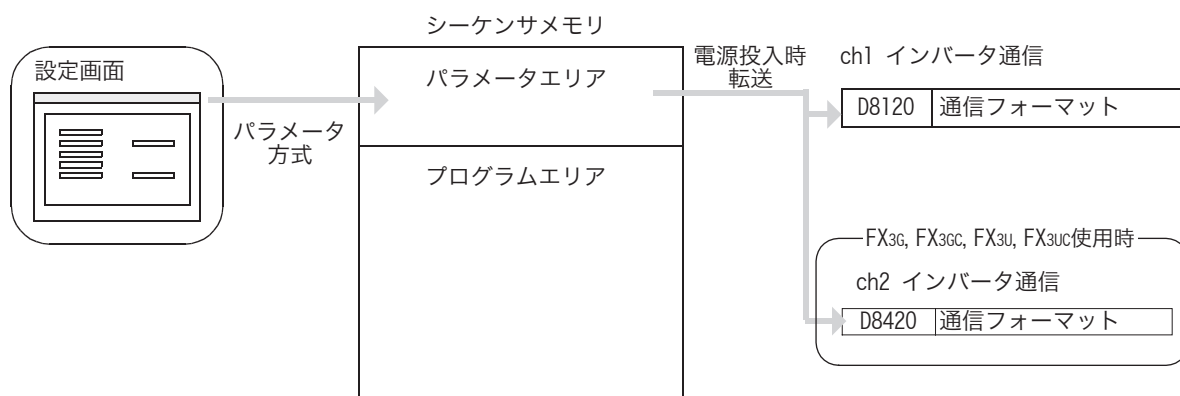 シーケンサメモリ
設定画面
パラメータ
方式
パラメータエリア
プログラムエリア
電源投入時
転送
ch1 インバータ通信
D8120 通信フォーマット
FX3G, FX3GC, FX3U, FX3UC使用時
ch2 インバータ通信
D8420 通信フォーマット